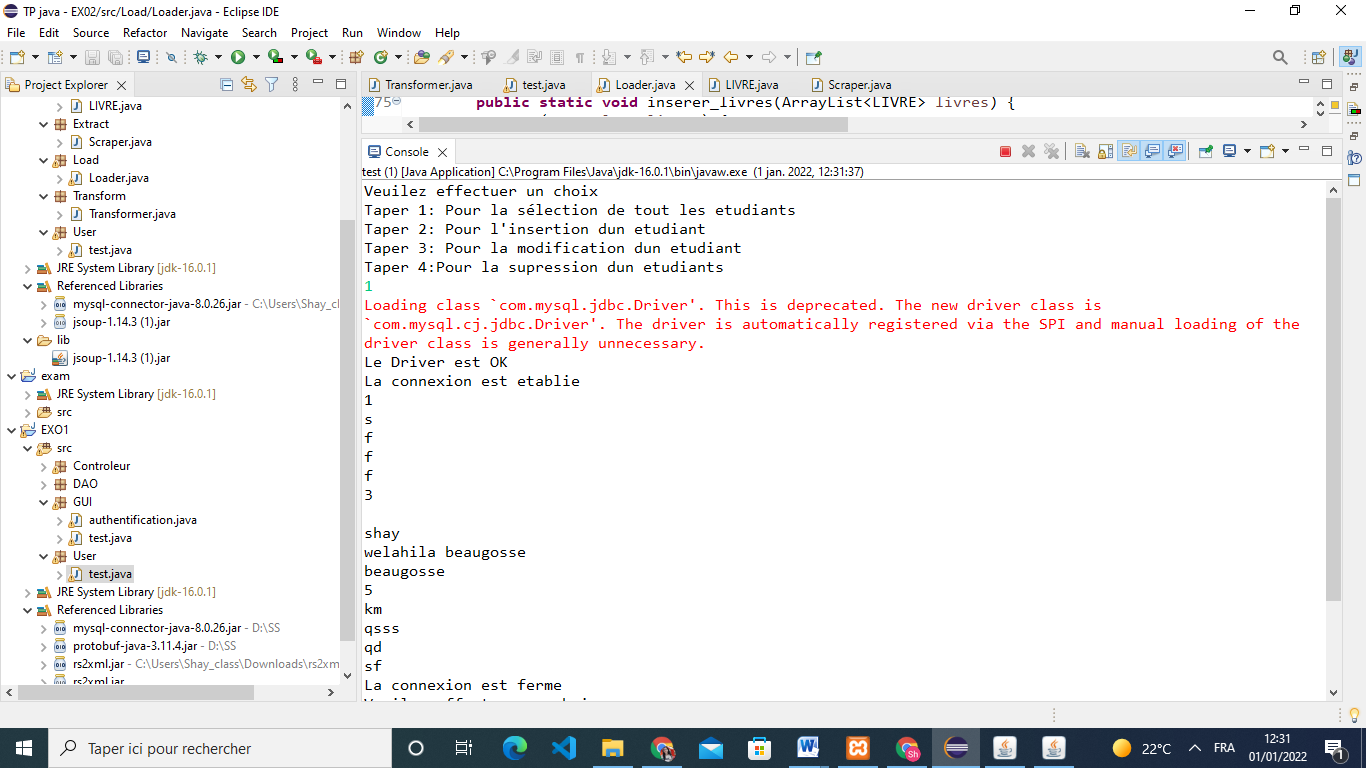 TP java - EX02/src/Load/Loader.java - Eclipse IDE
File Edit Source Refactor Navigate Search Project Run Window Help
Project Explorer
LIVRE.java
Extract
Scraper.java
Load
Loader.java
Transform
Transformer.java
User
test.java
JRE System Library [jdk-16.0.1]
Referenced Libraries
mysql-connector-java-8.0.26.jar - C:\Users\Shay_cl
jsoup-1.14.3 (1).jar
lib
jsoup-1.14.3 (1).jar
exam
JRE System Library [jdk-16.0.1]
src
EXO1
src
Controleur
DAO
GUI
authentification.java
test.java
User
test.java
JRE System Library [jdk-16.0.1]
Referenced Libraries
mysql-connector-java-8.0.26.jar - D:\SS
protobuf-java-3.11.4.jar - D:\SS
rs2xml.jar - C:\Users\Shay_class\Downloads\rs2xm
rs2xml.jar
Transformer.java test.java Loader.java LIVRE.java Scraper.java
75 public static void inserer_livres(ArrayList<LIVRE> livres) {
Console
test (1) [Java Application] C:\Program Files\Java\jdk-16.0.1\bin\javaw.exe (1 jan. 2022, 12:31:37)
Veuilez effectuer un choix
Taper 1: Pour la sélection de tout les etudiants
Taper 2: Pour l'insertion dun etudiant
Taper 3: Pour la modification dun etudiant
Taper 4:Pour la supression dun etudiants
1
Loading class `com.mysql.jdbc.Driver'. This is deprecated. The new driver class is
`com.mysql.cj.jdbc.Driver'. The driver is automatically registered via the SPI and manual loading of the
driver class is generally unnecessary.
Le Driver est OK
La connexion est etablie
1
s
f
f
f
3
shay
welahila beaugosse
beaugosse
5
km
qsss
qd
sf
La connexion est ferme
Taper ici pour rechercher
22°C
FRA
12:31
01/01/2022